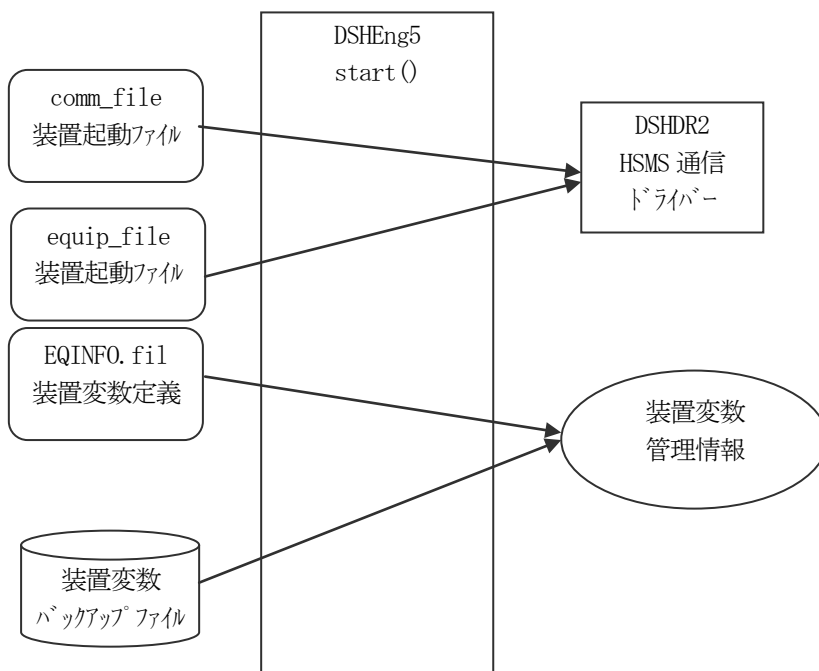 DSHEng5
start()
comm_file
装置起動ファイル
DSHDR2
HSMS 通信
ドライバー
equip_file
装置起動ファイル
EQINFO.fil
装置変数定義
装置変数
管理情報
装置変数
バックアップ ファイル